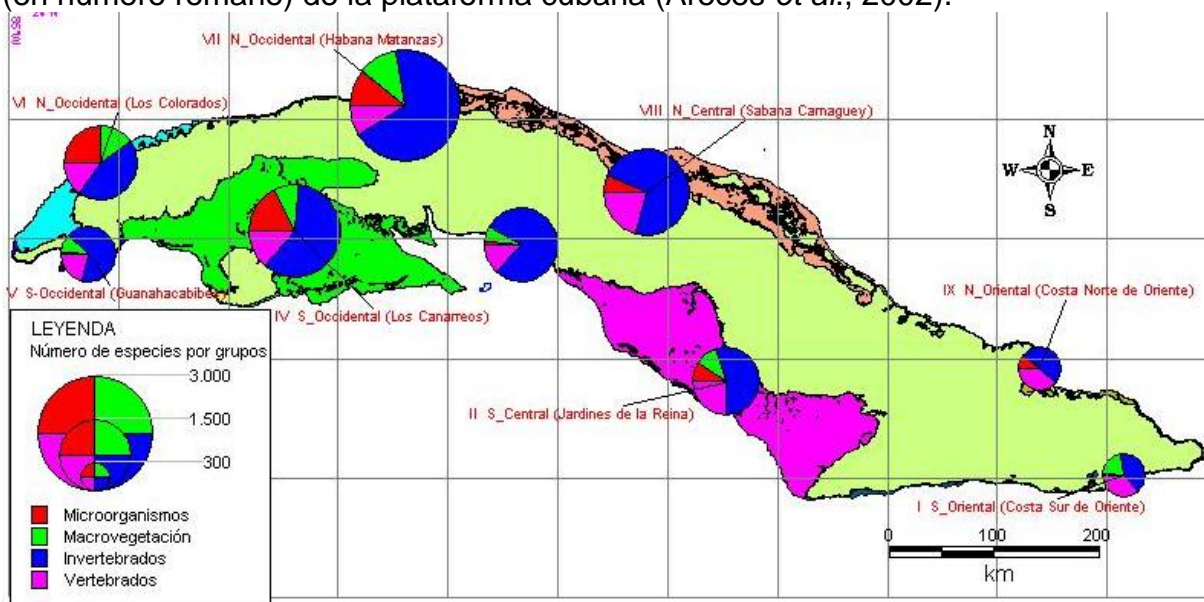 (en número romano) de la plataforma cubana (Areces et al., 2002).
VII N_Occidental (Habana Matanzas)
VI N_Occidental (Los Colorados)
VIII N_Central (Sabana Camaguey)
N
W E
S
V S-Occidental (Guanahacabibes)
IV S_Occidental (Los Canarreos)
IX N_Oriental (Costa Norte de Oriente)
II S_Central (Jardines de la Reina)
I S_Oriental (Costa Sur de Oriente)
LEYENDA
Número de especies por grupos
3.000
1.500
300
Microorganismos
Macrovegetación
Invertebrados
Vertebrados
0 100 200
km